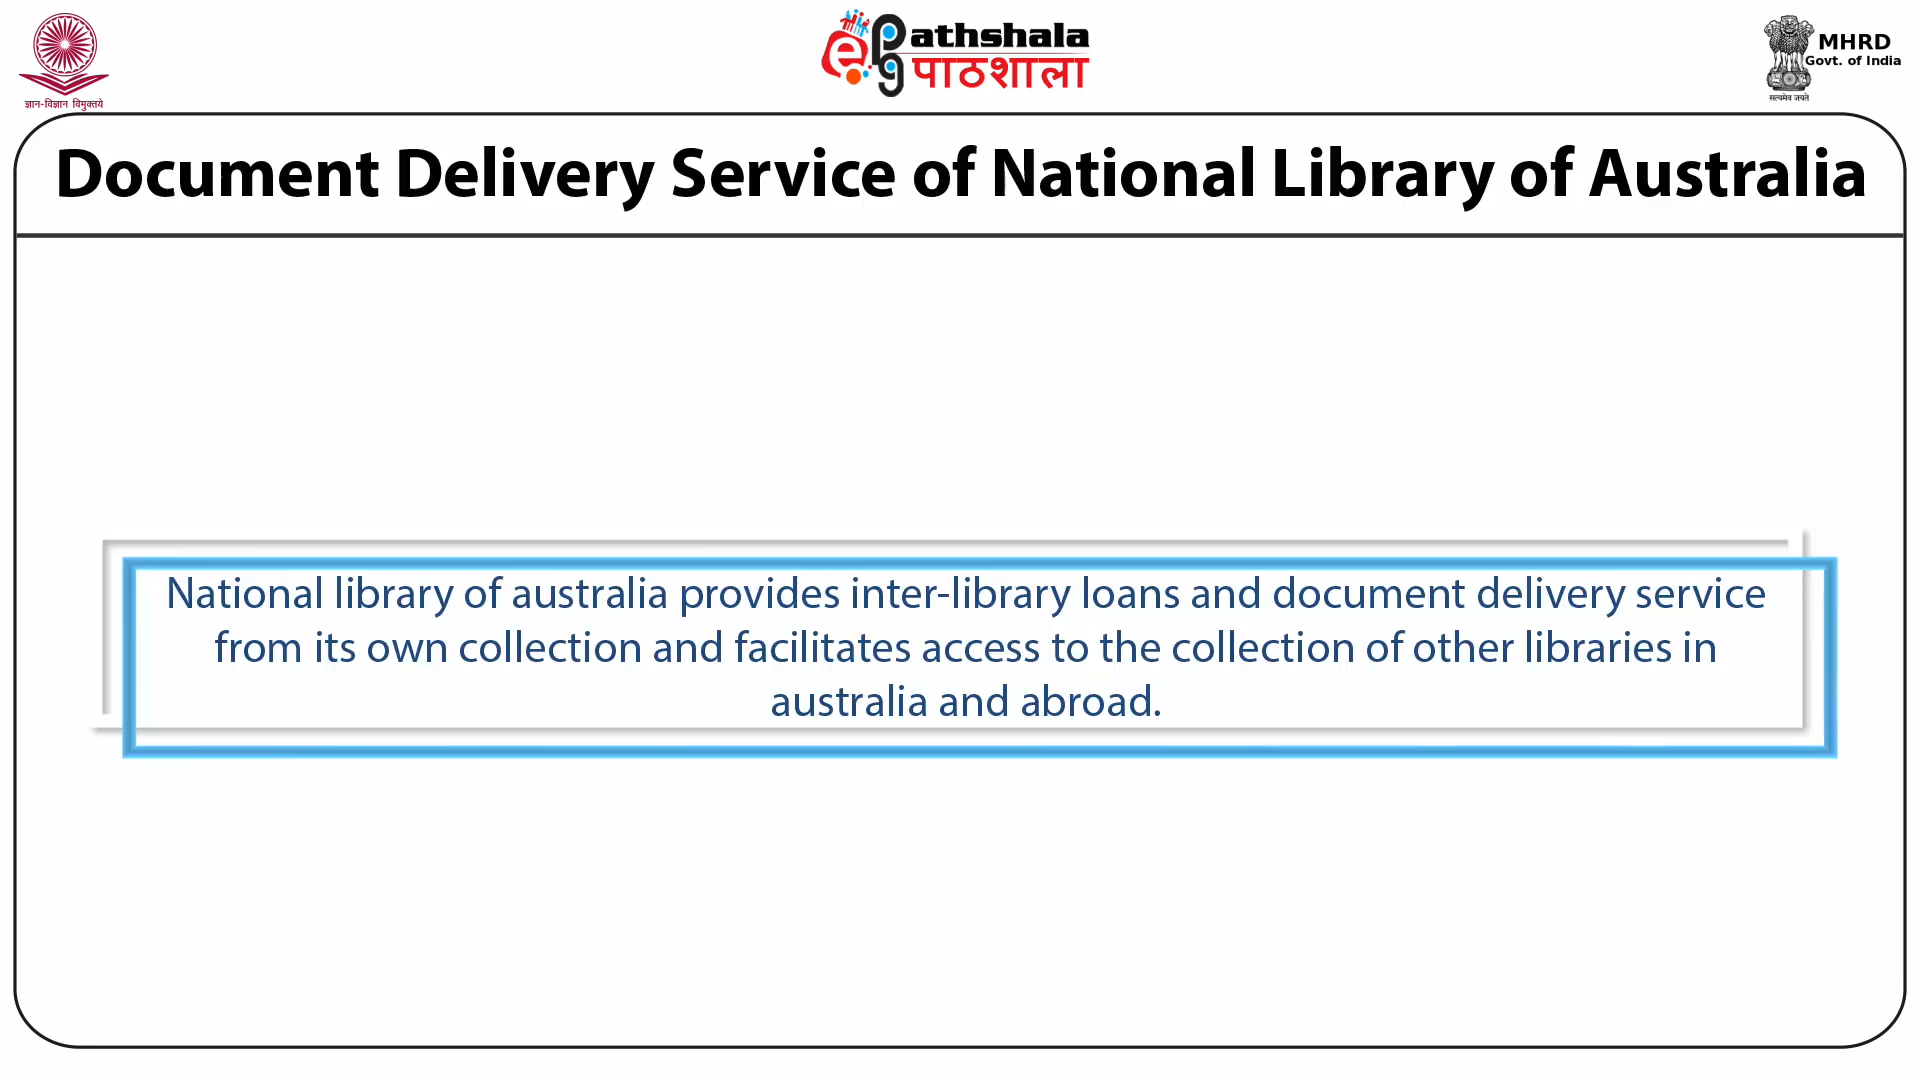 ज्ञान-विज्ञान विमुक्तये
ePathshala
पाठशाला
MHRD
Govt. of India
सत्यमेव जयते
Document Delivery Service of National Library of Australia
National library of australia provides inter-library loans and document delivery service
from its own collection and facilitates access to the collection of other libraries in
australia and abroad.